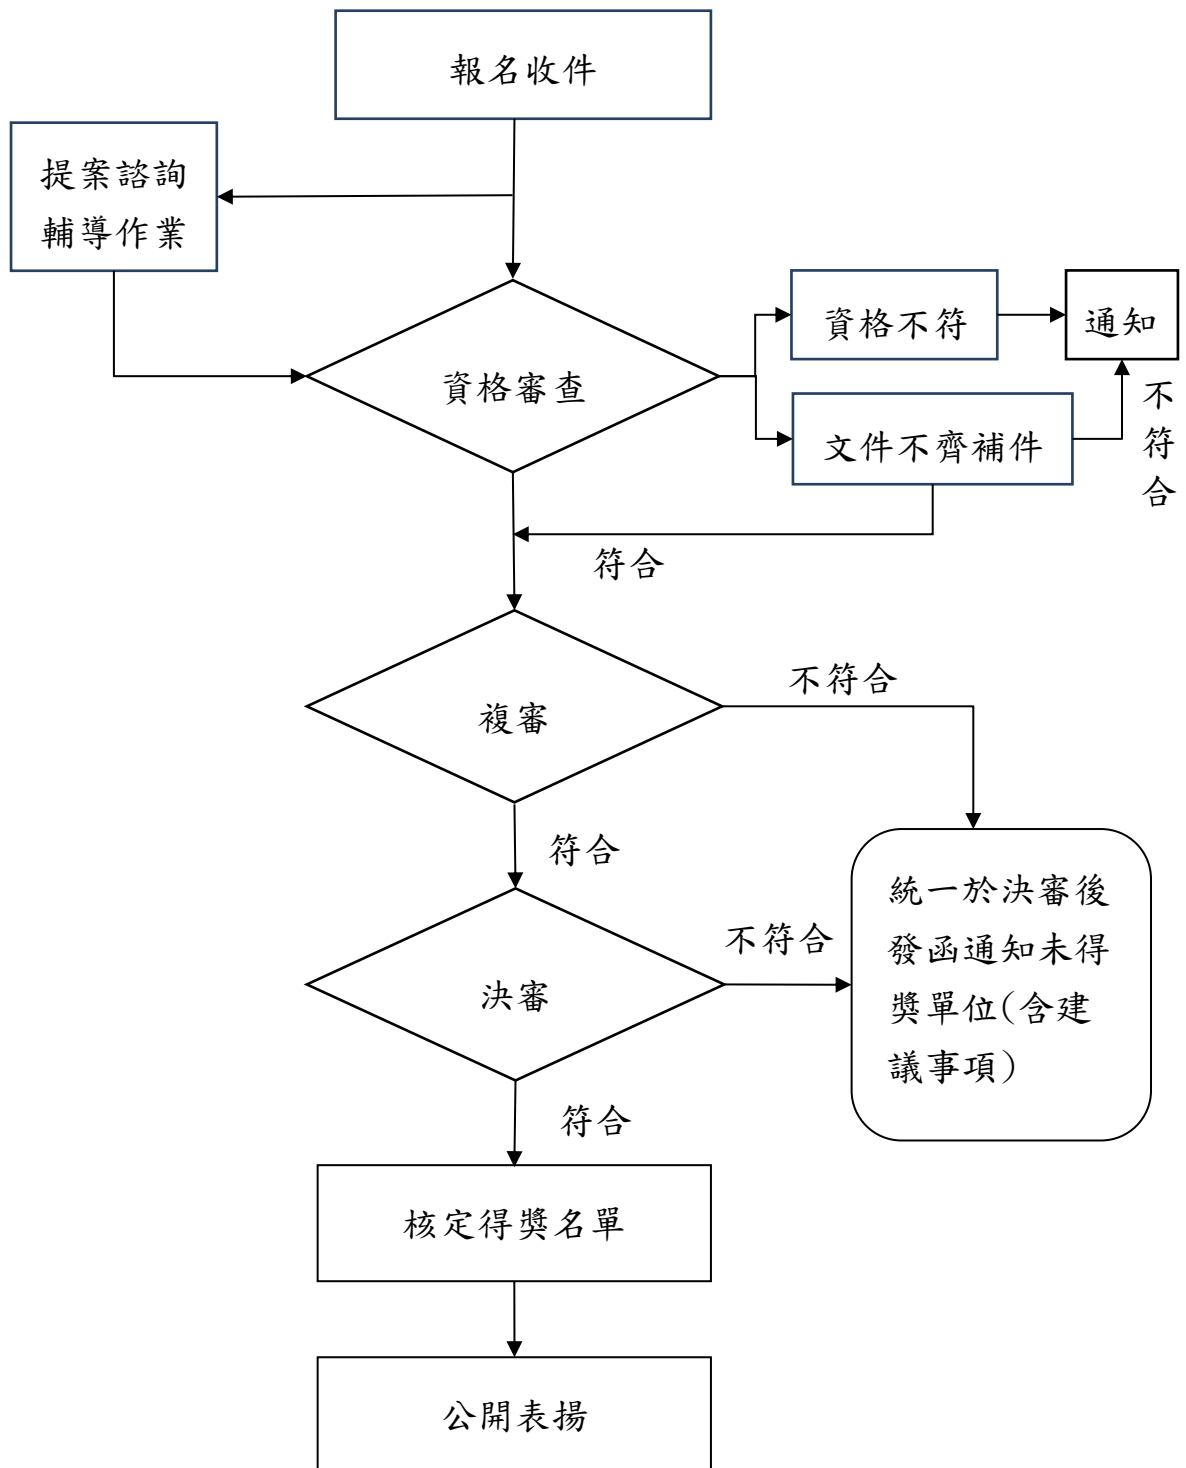 報名收件
提案諮詢
輔導作業
資格不符
通知
資格審查
文件不齊補件
不
符
合
符合
複審
不符合
符合
統一於決審後
發函通知未得
獎單位(含建
議事項)
決審
不符合
符合
核定得獎名單
公開表揚